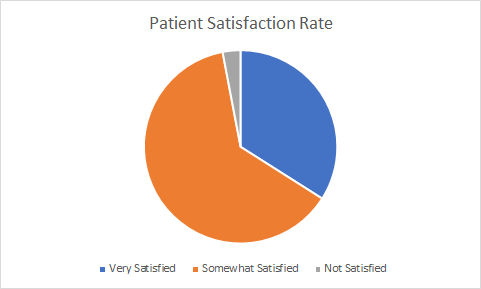 Patient Satisfaction Rate
Very Satisfied Somewhat Satisfied Not Satisfied